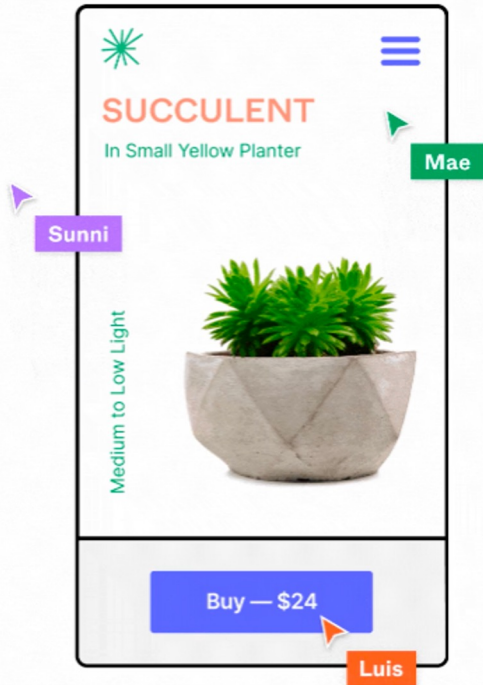 SUCCULENT
In Small Yellow Planter
Mae
Sunni
Medium to Low Light
Buy — $24
Luis